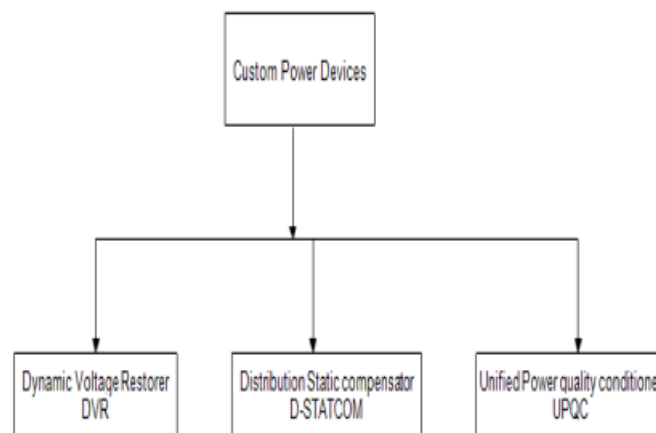 Custom Power Devices
Dynamic Voltage Restorer
DVR
Distribution Static compensator
D-STATCOM
Unified Power quality conditione
UPQC